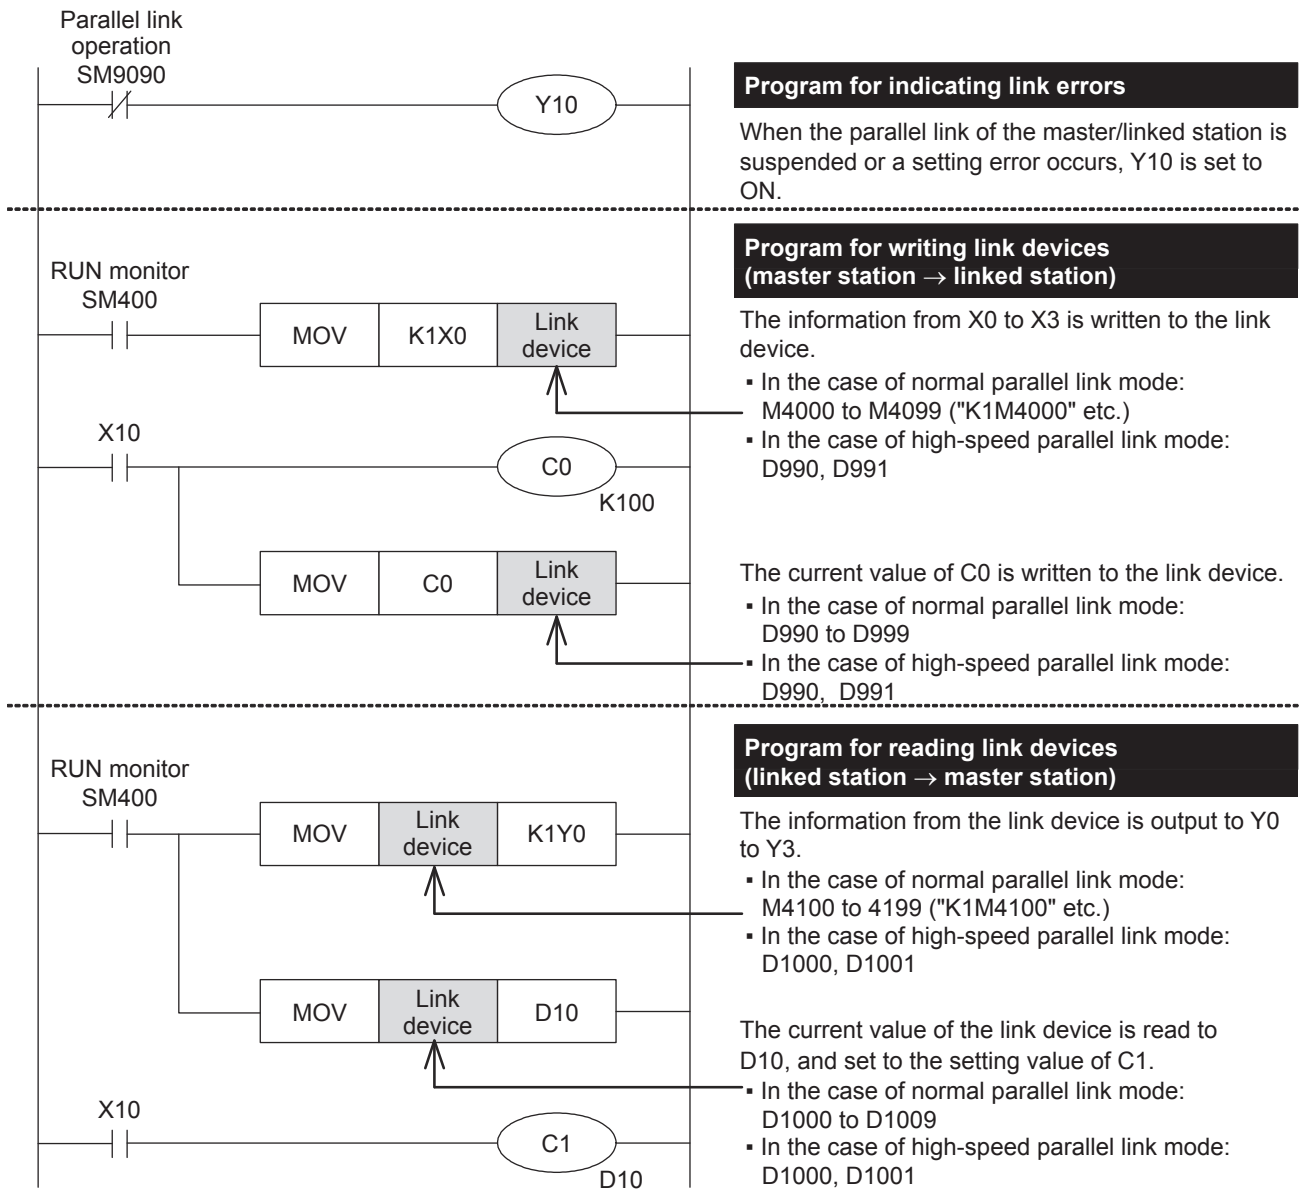 Parallel link
operation
SM9090
Y10
Program for indicating link errors
When the parallel link of the master/linked station is
suspended or a setting error occurs, Y10 is set to
ON.
RUN monitor
SM400
MOV
K1X0
Link
device
X10
C0
K100
MOV
C0
Link
device
Program for writing link devices
(master station → linked station)
The information from X0 to X3 is written to the link
device.
▪ In the case of normal parallel link mode:
M4000 to M4099 ("K1M4000" etc.)
▪ In the case of high-speed parallel link mode:
D990, D991
The current value of C0 is written to the link device.
▪ In the case of normal parallel link mode:
D990 to D999
▪ In the case of high-speed parallel link mode:
D990, D991
RUN monitor
SM400
MOV
Link
device
K1Y0
MOV
Link
device
D10
X10
C1
D10
Program for reading link devices
(linked station → master station)
The information from the link device is output to Y0
to Y3.
▪ In the case of normal parallel link mode:
M4100 to 4199 ("K1M4100" etc.)
▪ In the case of high-speed parallel link mode:
D1000, D1001
The current value of the link device is read to
D10, and set to the setting value of C1.
▪ In the case of normal parallel link mode:
D1000 to D1009
▪ In the case of high-speed parallel link mode:
D1000, D1001